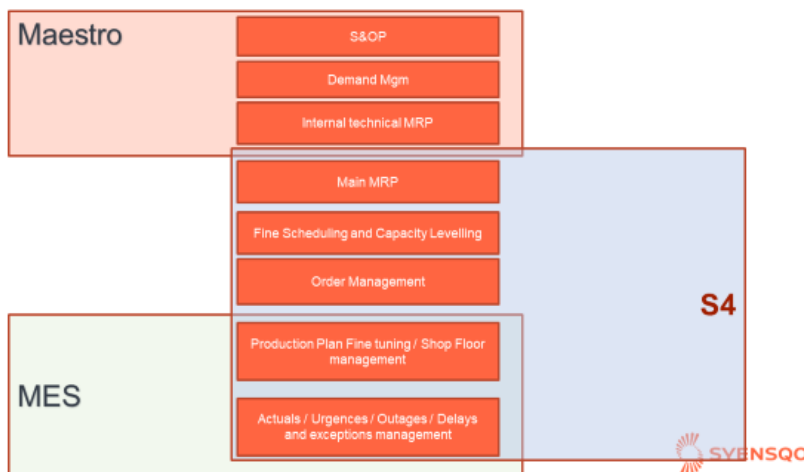 Maestro
S&OP
Demand Mgm
Internal technical MRP
Main MRP
Fine Scheduling and Capacity Levelling
Order Management
S4
Production Plan Fine tuning / Shop Floor
management
MES
Actuals / Urgences / Outages / Delays
and exceptions management
SYENSQO